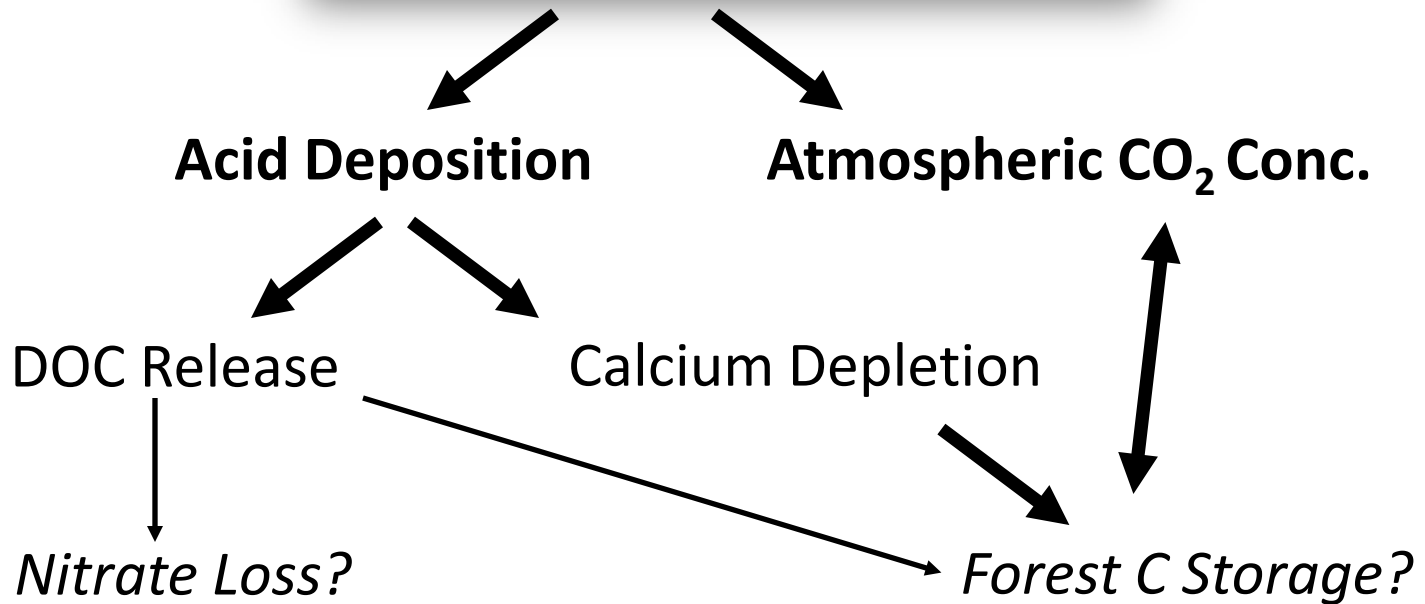 Acid Deposition
Atmospheric CO₂ Conc.
DOC Release
Calcium Depletion
Nitrate Loss?
Forest C Storage?